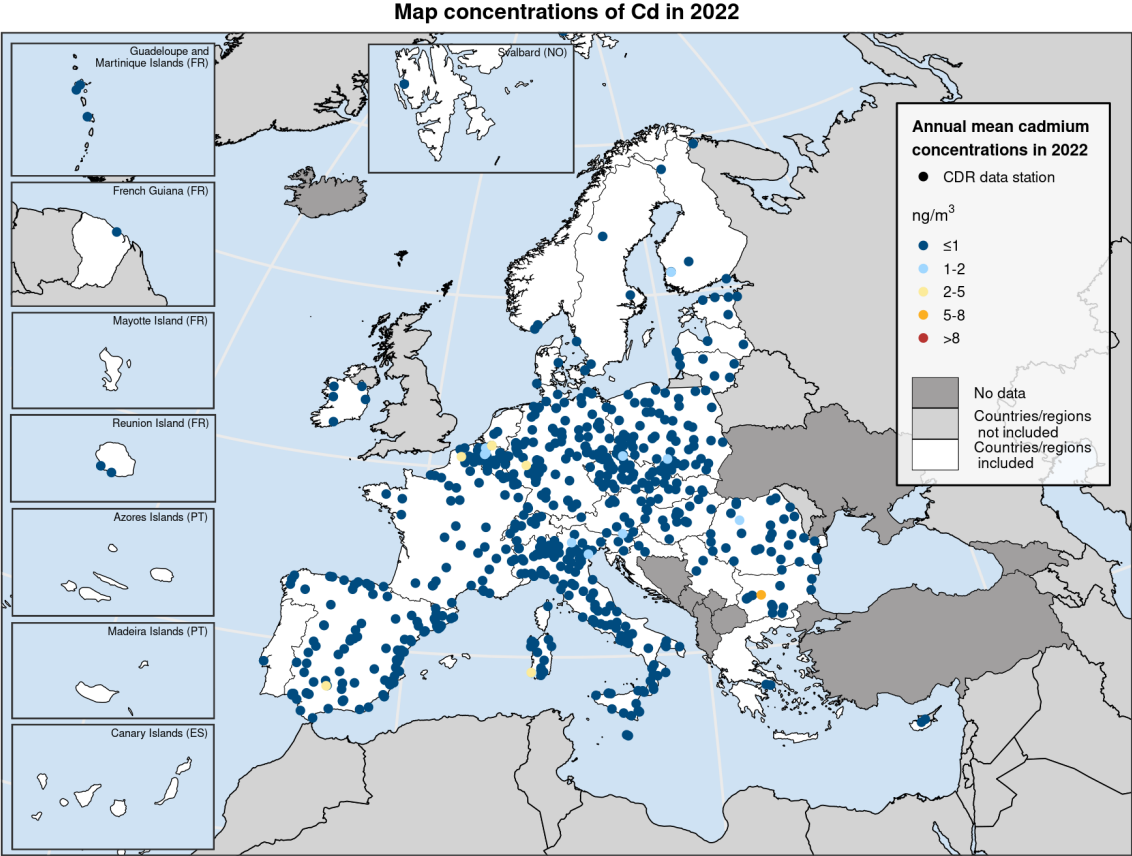 Map concentrations of Cd in 2022
Guadeloupe and
Martinique Islands (FR)
Svalbard (NO)
French Guiana (FR)
Mayotte Island (FR)
Reunion Island (FR)
Azores Islands (PT)
Madeira Islands (PT)
Canary Islands (ES)
Annual mean cadmium
concentrations in 2022
CDR data station
ng/m³
≤1
1-2
2-5
5-8
>8
No data
Countries/regions
not included
Countries/regions
included